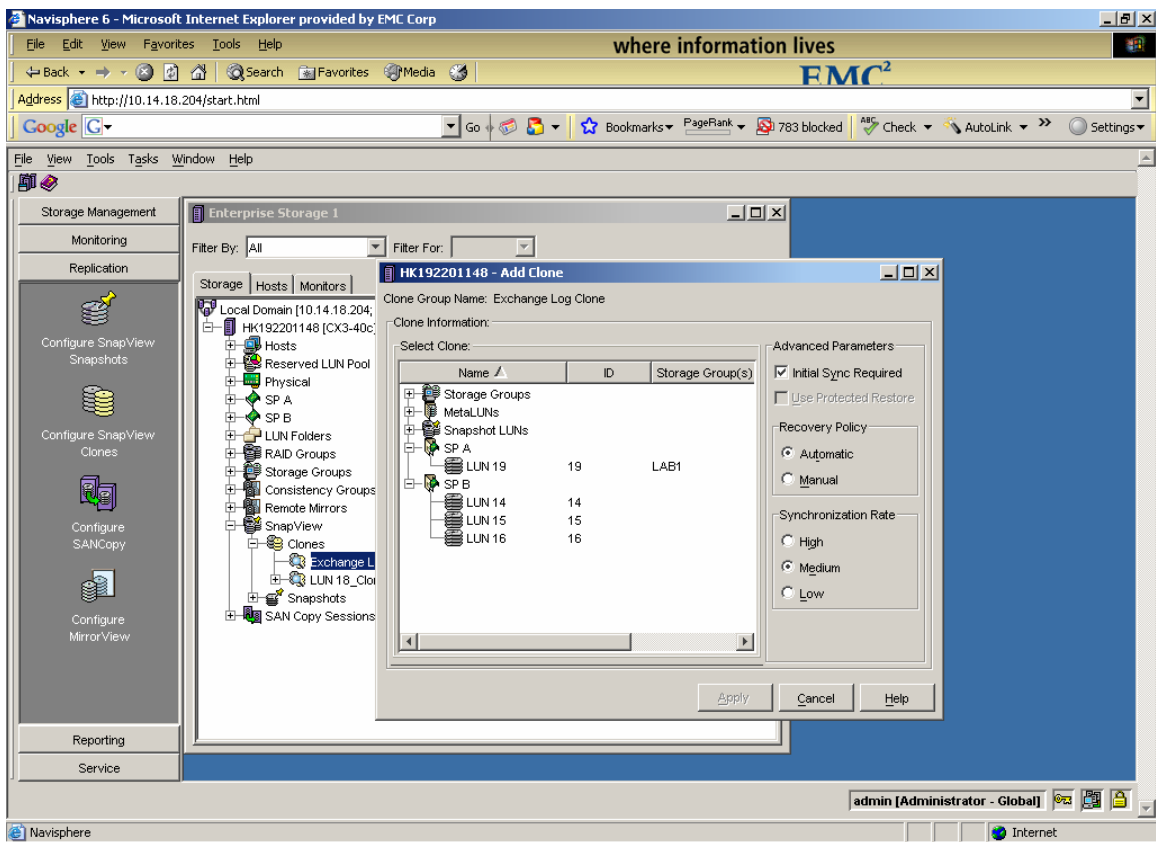 Navisphere 6 - Microsoft Internet Explorer provided by EMC Corp
File Edit View Favorites Tools Help
where information lives
Back Search Favorites Media
EMC2
Address http://10.14.18.204/start.html
Google G Go Bookmarks PageRank 783 blocked ABC Check AutoLink >> Settings
File View Tools Tasks Window Help
Storage Management
Monitoring
Replication
Configure SnapView
Snapshots
Configure SnapView
Clones
Configure
SANCopy
Configure
MirrorView
Reporting
Service
Enterprise Storage 1
Filter By: All Filter For:
Storage Hosts Monitors
Local Domain [10.14.18.204;
HK192201148 [CX3-40c]
Hosts
Reserved LUN Pool
Physical
SP A
SP B
LUN Folders
RAID Groups
Storage Groups
Consistency Groups
Remote Mirrors
SnapView
Clones
Exchange L
LUN 18_Clo
Snapshots
SAN Copy Sessions
HK192201148 - Add Clone
Clone Group Name: Exchange Log Clone
Clone Information:
Select Clone:
Name ID Storage Group(s)
Storage Groups
MetaLUNs
Snapshot LUNs
SP A
LUN 19 19 LAB1
SP B
LUN 14 14
LUN 15 15
LUN 16 16
Advanced Parameters
Initial Sync Required
Use Protected Restore
Recovery Policy
Automatic
Manual
Synchronization Rate
High
Medium
Low
Apply Cancel Help
admin [Administrator - Global]
Navisphere Internet